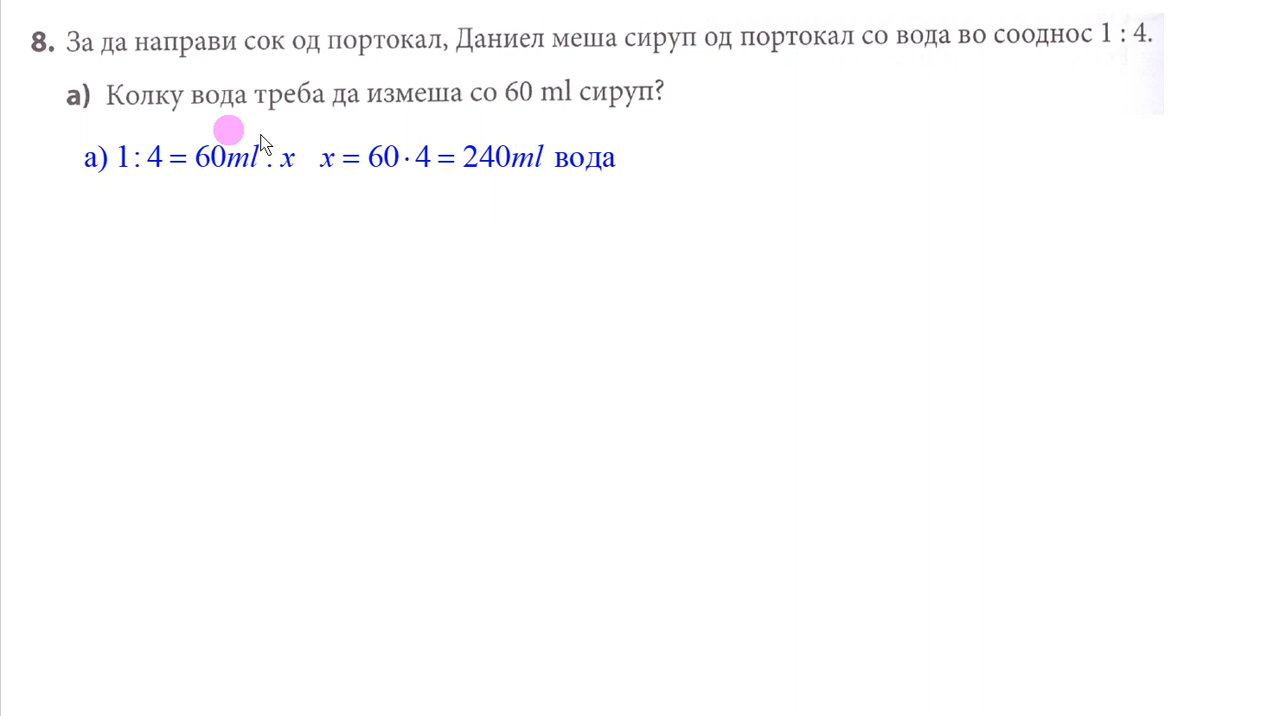 8. За да направи сок од портокал, Даниел меша сируп од портокал со вода во сооднос 1 : 4.
а) Колку вода треба да измеша со 60 ml сируп?
а) 1 : 4 = 60ml : x x = 60 · 4 = 240ml вода